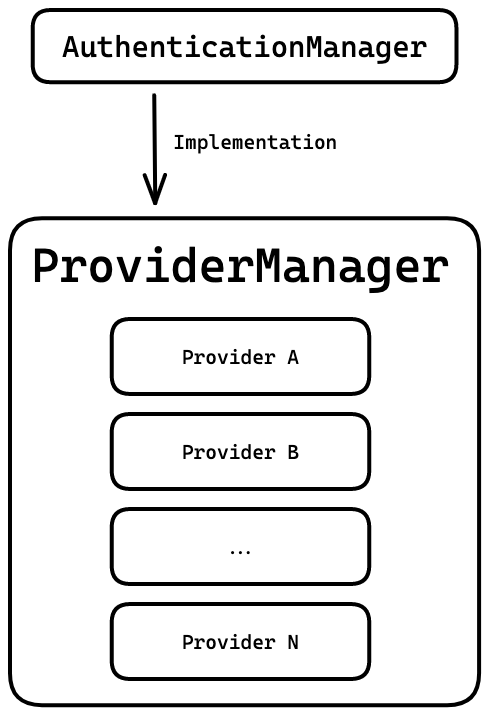 AuthenticationManager
Implementation
ProviderManager
Provider A
Provider B
...
Provider N